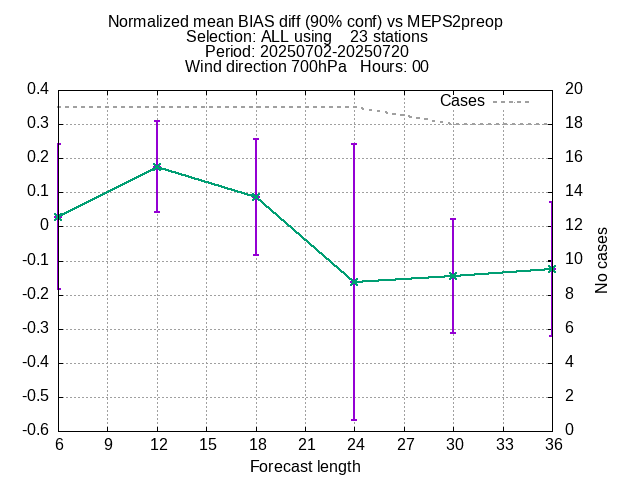 Normalized mean BIAS diff (90% conf) vs MEPS2preop
Selection: ALL using    23 stations
Period: 20250702-20250720
Wind direction 700hPa   Hours: 00
Cases
0.4
0.3
0.2
0.1
0
-0.1
-0.2
-0.3
-0.4
-0.5
-0.6
20
18
16
14
12
10
8
6
4
2
0
No cases
6 9 12 15 18 21 24 27 30 33 36
Forecast length